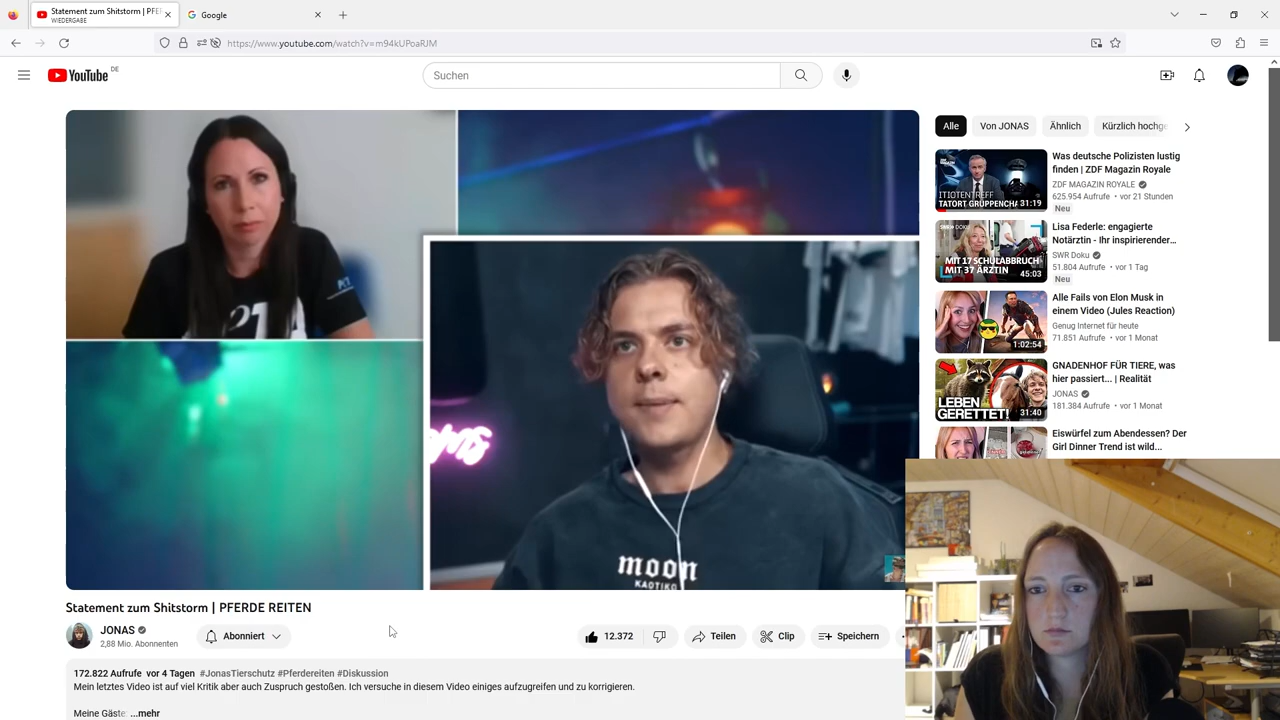 Statement zum Shitstorm | PFE
WIEDERGABE
Google
https://www.youtube.com/watch?v=m94kUPoaRJM
YouTube DE
Suchen
Alle
Von JONAS
Ähnlich
Kürzlich hochge
Was deutsche Polizisten lustig
finden | ZDF Magazin Royale
ZDF MAGAZIN ROYALE
625.954 Aufrufe • vor 21 Stunden
Neu
TATORT GRUPPENCHA
31:19
Lisa Federle: engagierte
Notärztin - Ihr inspirierender...
SWR Doku
51.804 Aufrufe • vor 1 Tag
Neu
MIT 17 SCHULABBRUCH
MIT 37 ÄRZTIN
45:03
Alle Fails von Elon Musk in
einem Video (Jules Reaction)
Genug Internet für heute
71.851 Aufrufe • vor 1 Monat
1:02:54
GNADENHOF FÜR TIERE, was
hier passiert... | Realität
JONAS
181.384 Aufrufe • vor 1 Monat
LEBEN
GERETTET!
31:40
Eiswürfel zum Abendessen? Der
Girl Dinner Trend ist wild...
moon
KAOTIKO
Statement zum Shitstorm | PFERDE REITEN
JONAS
2,88 Mio. Abonnenten
Abonniert
12.372
Teilen
Clip
Speichern
172.822 Aufrufe vor 4 Tagen #JonasTierschutz #Pferdereiten #Diskussion
Mein letztes Video ist auf viel Kritik aber auch Zuspruch gestoßen. Ich versuche in diesem Video einiges aufzugreifen und zu korrigieren.
Meine Gäste: ...mehr